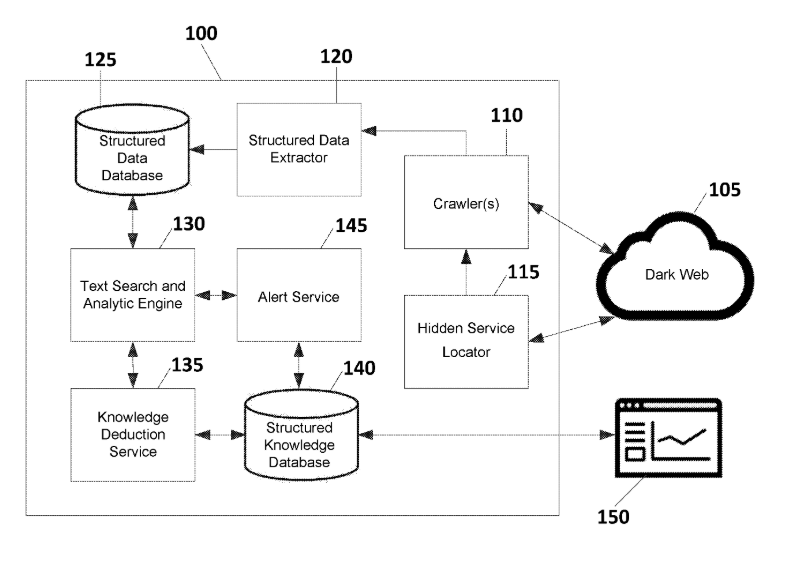 100
125
120
110
Structured
Data
Database
Structured Data
Extractor
Crawler(s)
105
Dark Web
130
145
115
Text Search and
Analytic Engine
Alert Service
Hidden Service
Locator
135
140
Knowledge
Deduction
Service
Structured
Knowledge
Database
150